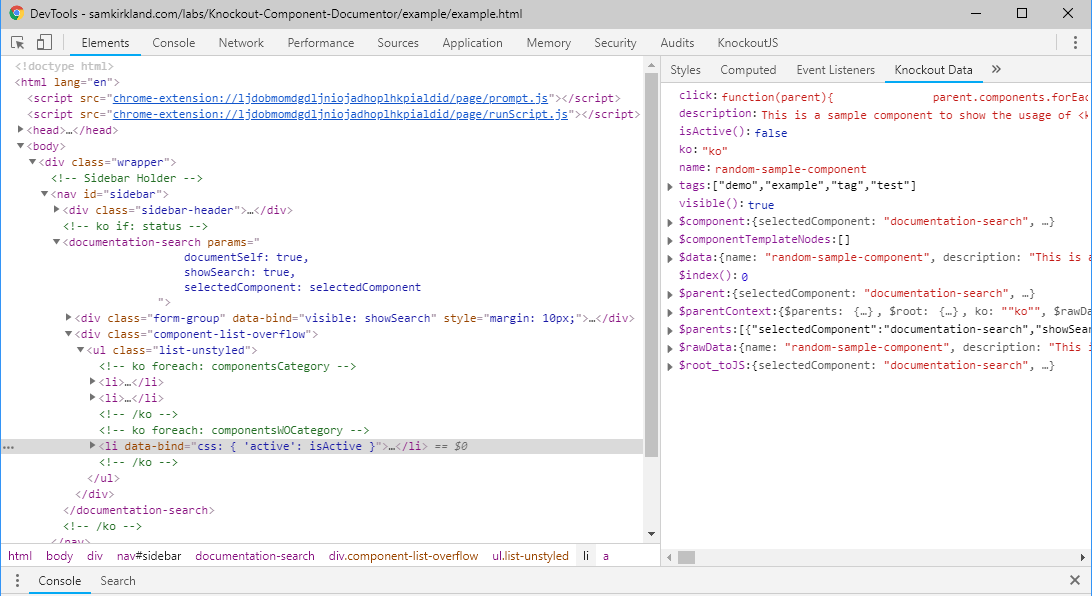 DevTools - samkirkland.com/labs/Knockout-Component-Documentor/example/example.html
Elements Console Network Performance Sources Application Memory Security Audits KnockoutJS
<!doctype html>
<html lang="en">
<script src="chrome-extension://ljdobmomdgdljniojadhoplhkpialdid/page/prompt.js"></script>
<script src="chrome-extension://ljdobmomdgdljniojadhoplhkpialdid/page/runScript.js"></script>
<head>…</head>
<body>
<div class="wrapper">
<!-- Sidebar Holder -->
<nav id="sidebar">
<div class="sidebar-header">…</div>
<!-- ko if: status -->
<documentation-search params="
documentSelf: true,
showSearch: true,
selectedComponent: selectedComponent
">
<div class="form-group" data-bind="visible: showSearch" style="margin: 10px;">…</div>
<div class="component-list-overflow">
<ul class="list-unstyled">
<!-- ko foreach: componentsCategory -->
<li>…</li>
<li>…</li>
<!-- /ko -->
<!-- ko foreach: componentsWOCategory -->
<li data-bind="css: { 'active': isActive }">…</li> == $0
<!-- /ko -->
</ul>
</div>
</documentation-search>
<!-- /ko -->
</nav>
html body div nav#sidebar documentation-search div.component-list-overflow ul.list-unstyled li a
Styles Computed Event Listeners Knockout Data »
click: function(parent){ parent.components.forEac
description: This is a sample component to show the usage of <k
isActive(): false
ko: "ko"
name: random-sample-component
tags:["demo","example","tag","test"]
visible(): true
$component:{selectedComponent: "documentation-search", …}
$componentTemplateNodes:[]
$data:{name: "random-sample-component", description: "This is a
$index(): 0
$parent:{selectedComponent: "documentation-search", …}
$parentContext:{$parents: {…}, $root: {…}, ko: ""ko"", $rawDa
$parents:[{"selectedComponent":"documentation-search","showSear
$rawData:{name: "random-sample-component", description: "This i
$root_toJS:{selectedComponent: "documentation-search", …}
Console Search